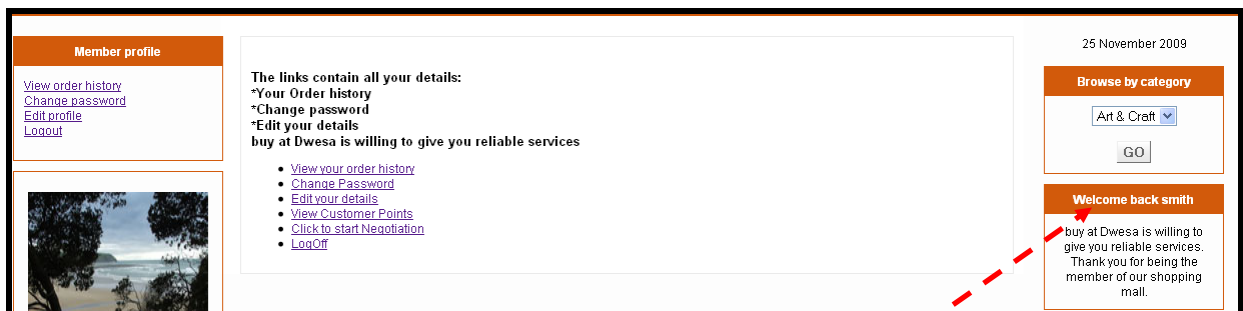 Member profile
View order history
Change password
Edit profile
Logout
The links contain all your details:
*Your Order history
*Change password
*Edit your details
buy at Dwesa is willing to give you reliable services
View your order history
Change Password
Edit your details
View Customer Points
Click to start Negotiation
LogOff
25 November 2009
Browse by category
Art & Craft
GO
Welcome back smith
buy at Dwesa is willing to
give you reliable services.
Thank you for being the
member of our shopping
mall.